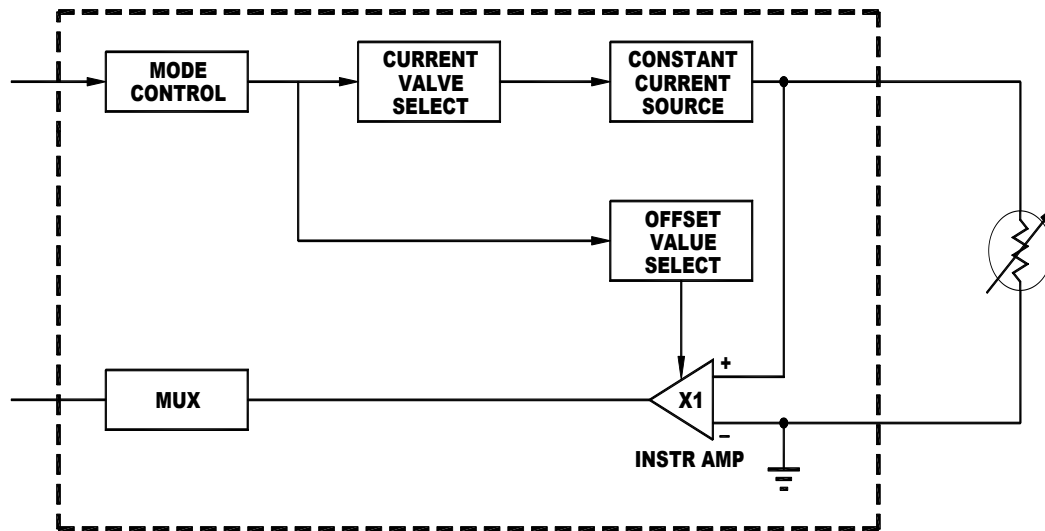 MODE
CONTROL
CURRENT
VALVE
SELECT
CONSTANT
CURRENT
SOURCE
OFFSET
VALUE
SELECT
+
X1
–
MUX
INSTR AMP